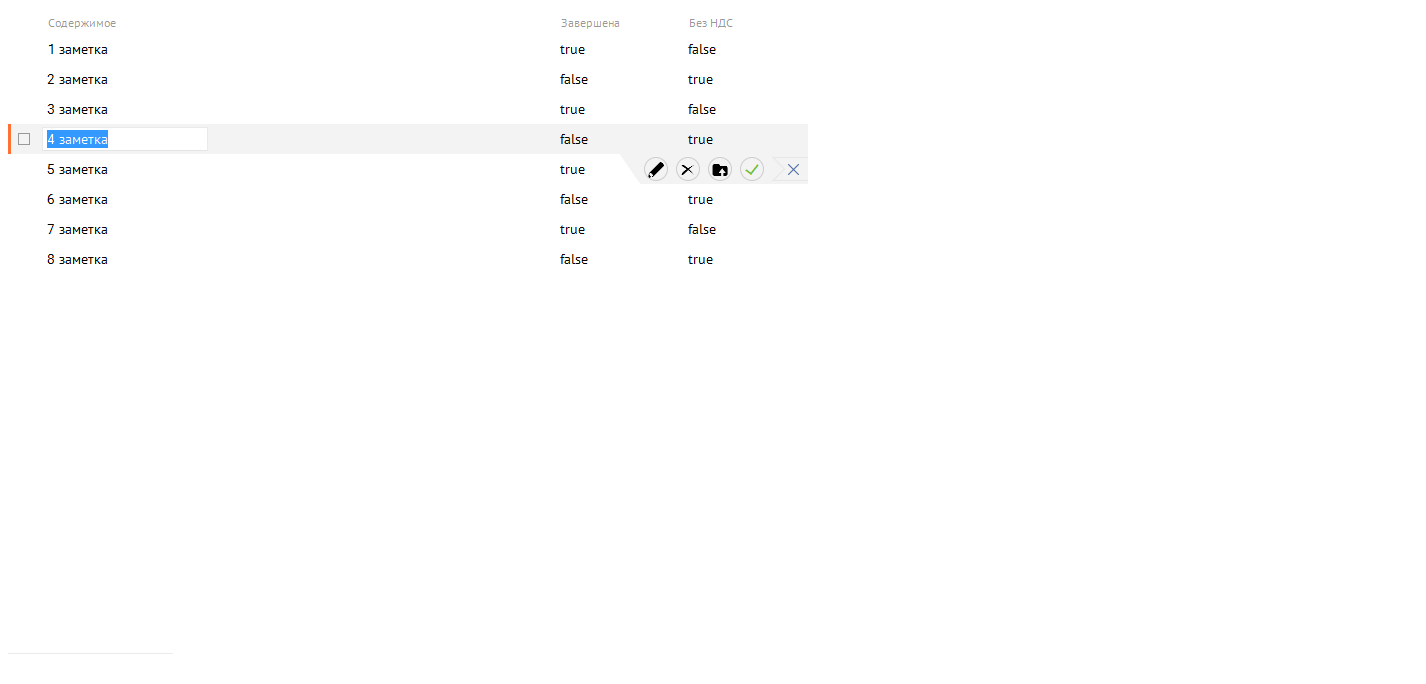 Содержимое Завершена Без НДС
1 заметка true false
2 заметка false true
3 заметка true false
4 заметка false true
5 заметка true
6 заметка false true
7 заметка true false
8 заметка false true